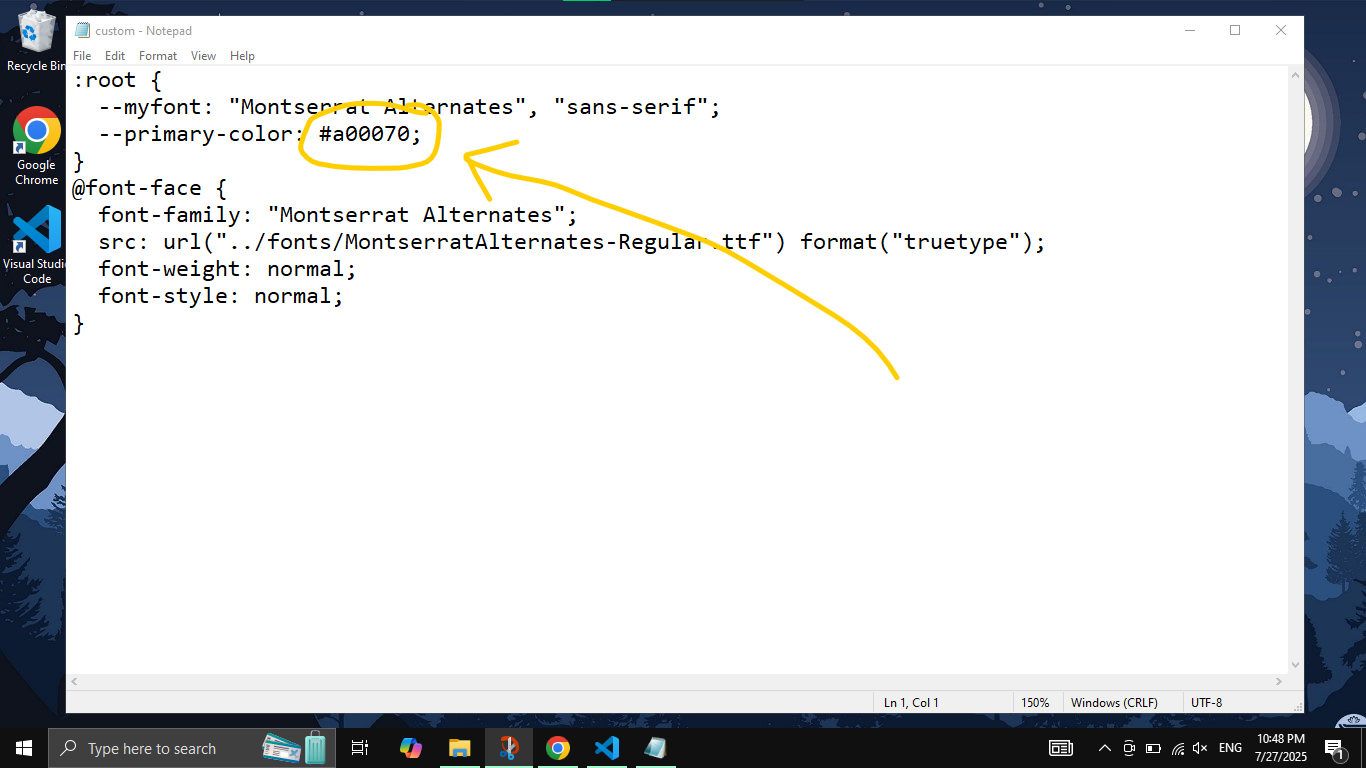 Recycle Bin
Google
Chrome
Visual Studio
Code
custom - Notepad
File Edit Format View Help
:root {
--myfont: "Montserrat Alternates", "sans-serif";
--primary-color: #a00070;
}
@font-face {
font-family: "Montserrat Alternates";
src: url("../fonts/MontserratAlternates-Regular.ttf") format("truetype");
font-weight: normal;
font-style: normal;
}
Ln 1, Col 1 150% Windows (CRLF) UTF-8
Type here to search
ENG
10:48 PM
7/27/2025
1